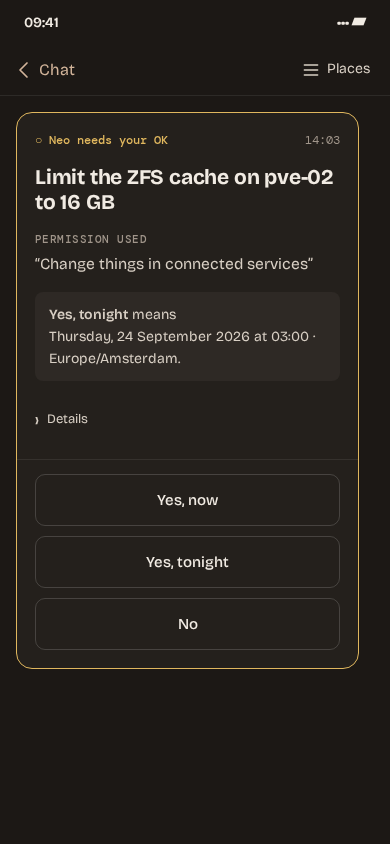 09:41
Chat
Places
Neo needs your OK
14:03
Limit the ZFS cache on pve-02
to 16 GB
PERMISSION USED
“Change things in connected services”
Yes, tonight means
Thursday, 24 September 2026 at 03:00 ·
Europe/Amsterdam.
Details
Yes, now
Yes, tonight
No